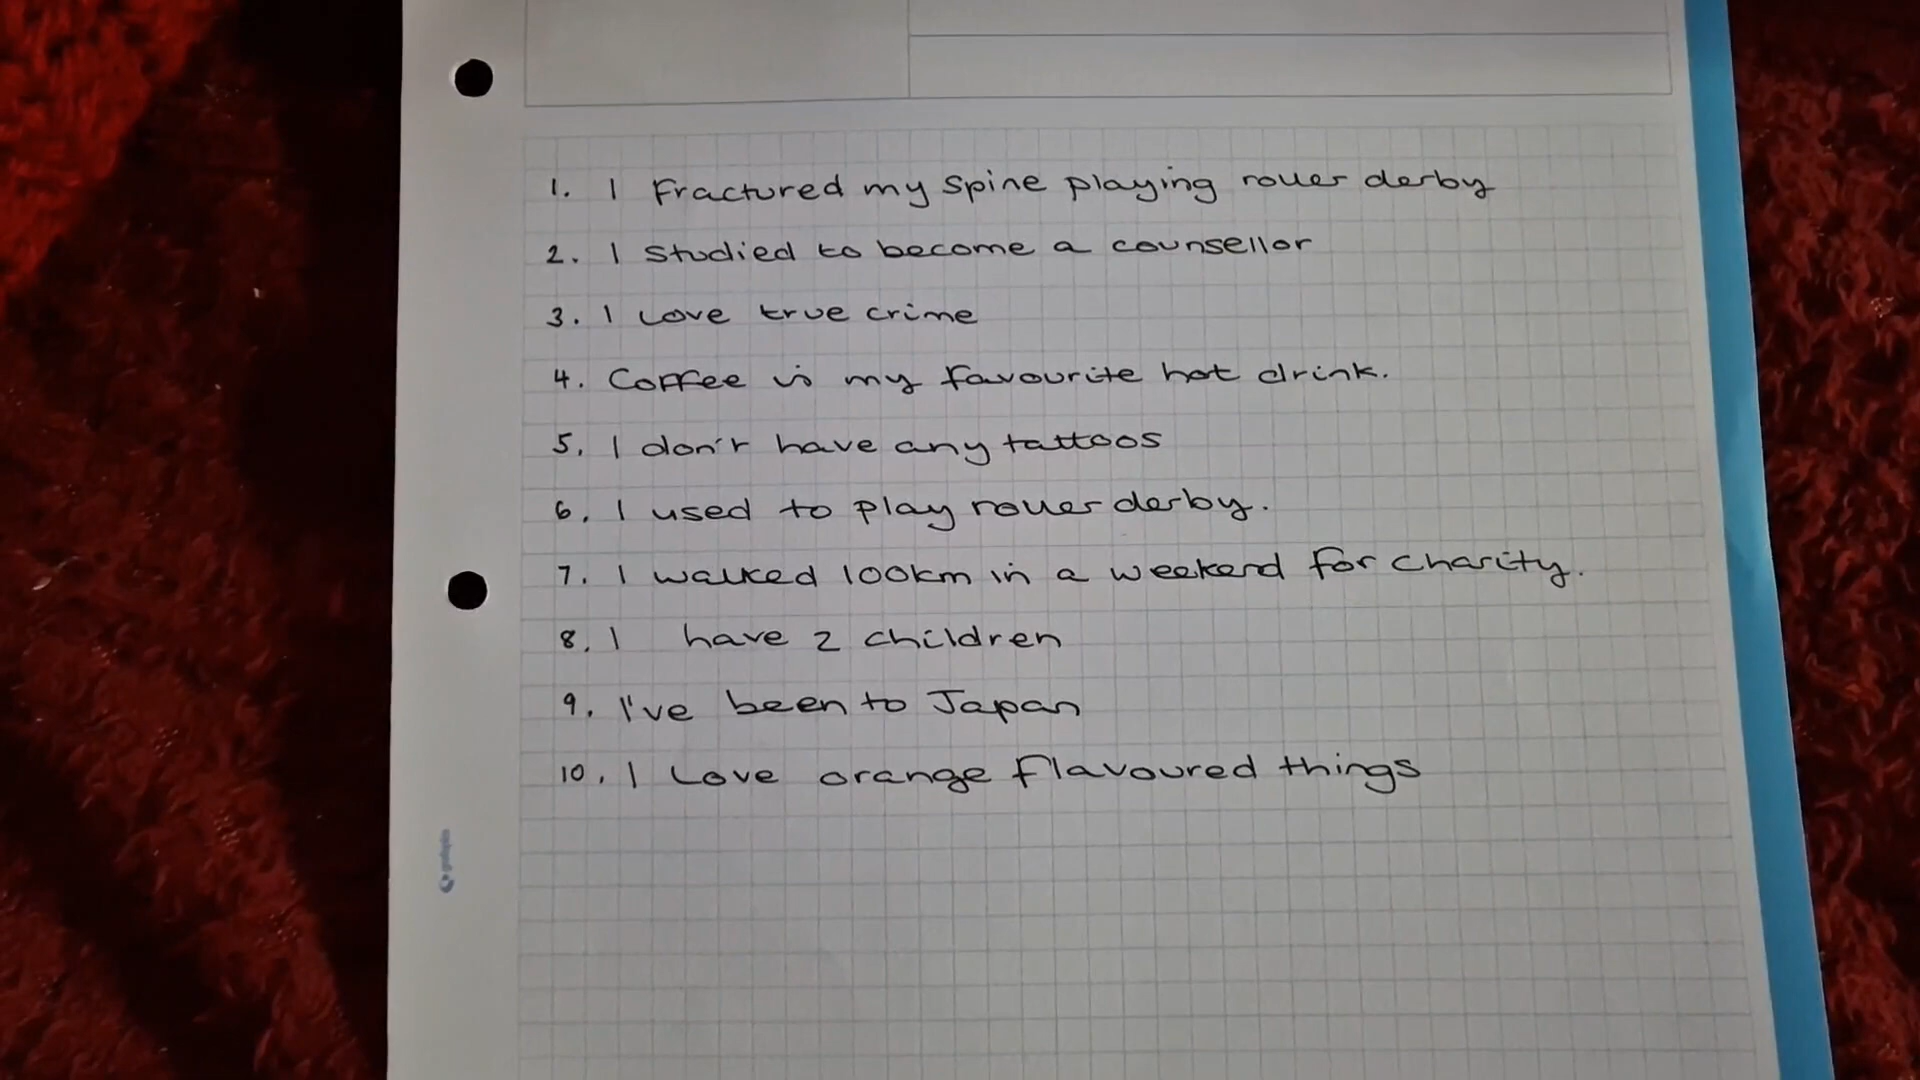 1. I Fractured my spine playing roller derby
2. I studied to become a counsellor
3. I Love true crime
4. Coffee is my favourite hot drink.
5. I don't have any tattoos
6. I used to play roller derby.
7. I walked 100km in a weekend for charity.
8. I have 2 children
9. I've been to Japan
10. I Love orange flavoured things